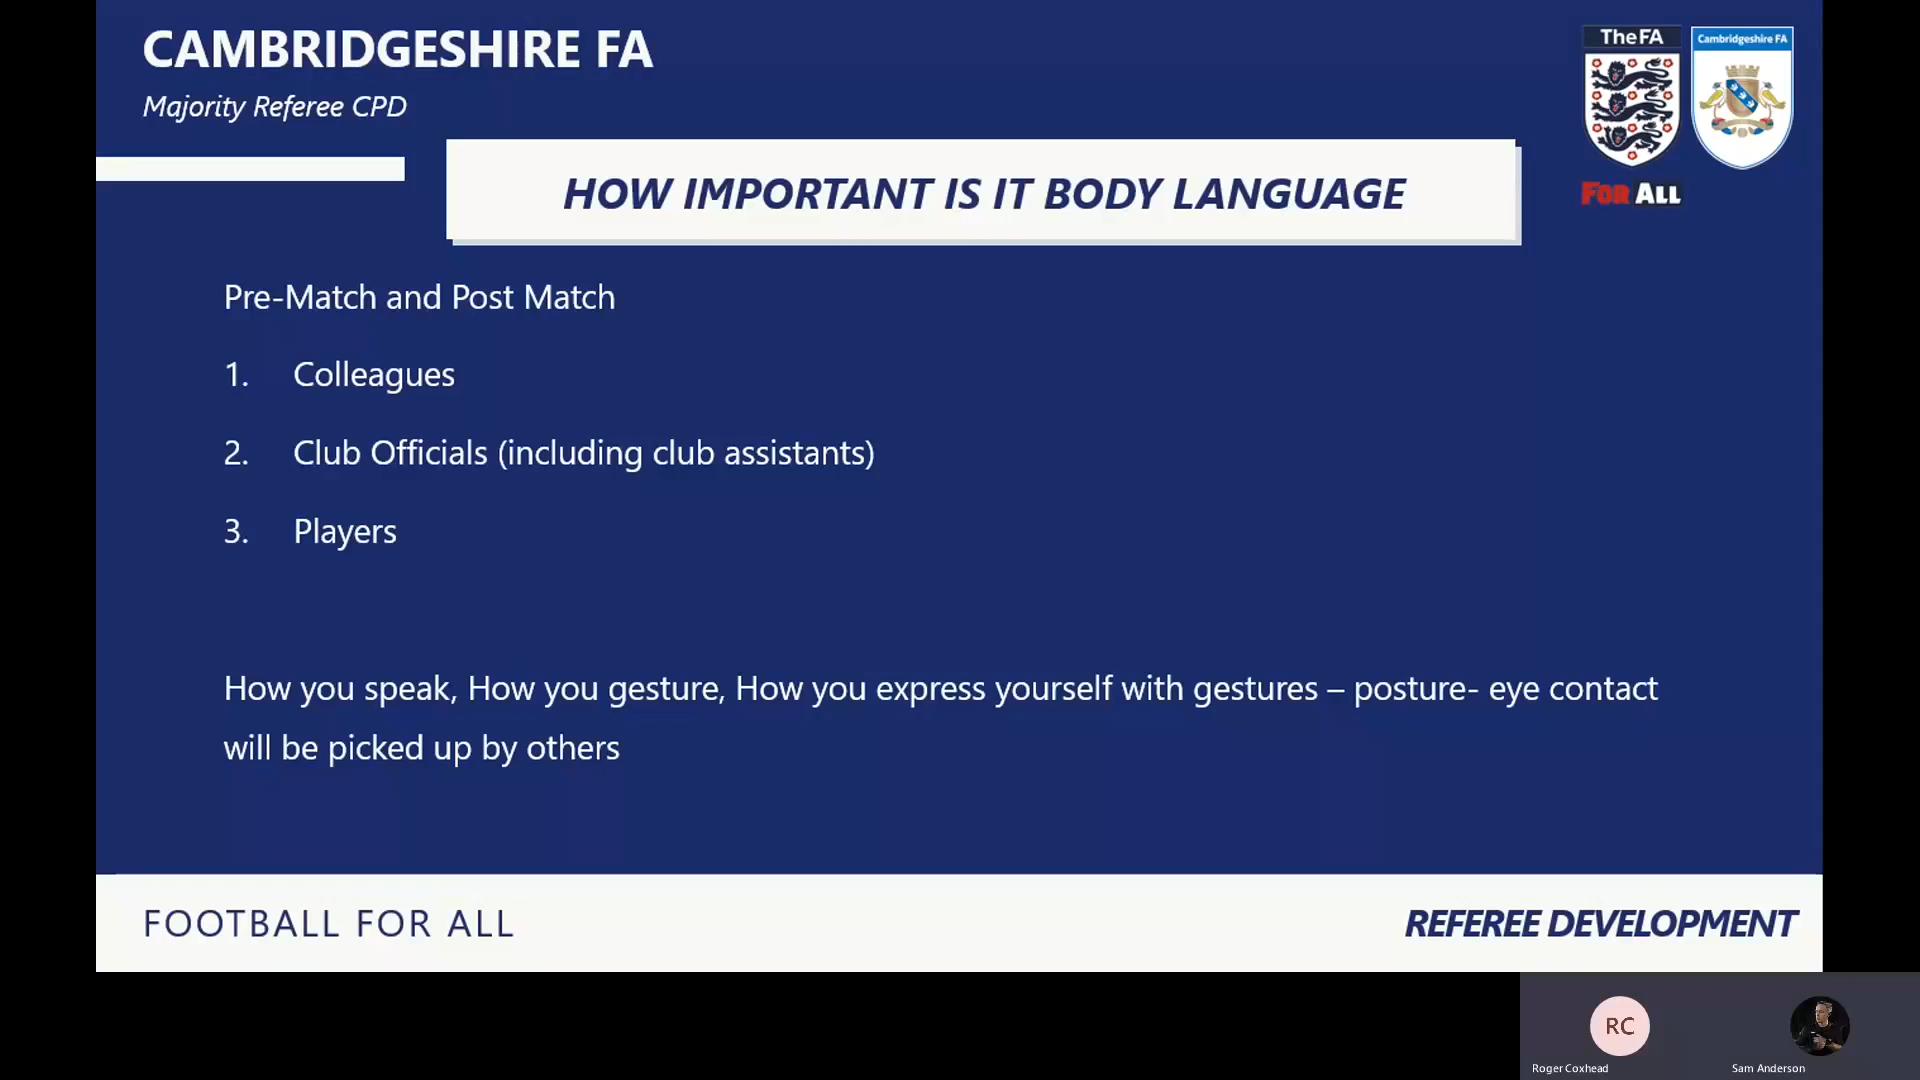 CAMBRIDGESHIRE FA
Majority Referee CPD
TheFA
Cambridgeshire FA
FOR ALL
HOW IMPORTANT IS IT BODY LANGUAGE
Pre-Match and Post Match
1. Colleagues
2. Club Officials (including club assistants)
3. Players
How you speak, How you gesture, How you express yourself with gestures – posture- eye contact
will be picked up by others
FOOTBALL FOR ALL
REFEREE DEVELOPMENT
RC
Roger Coxhead
Sam Anderson